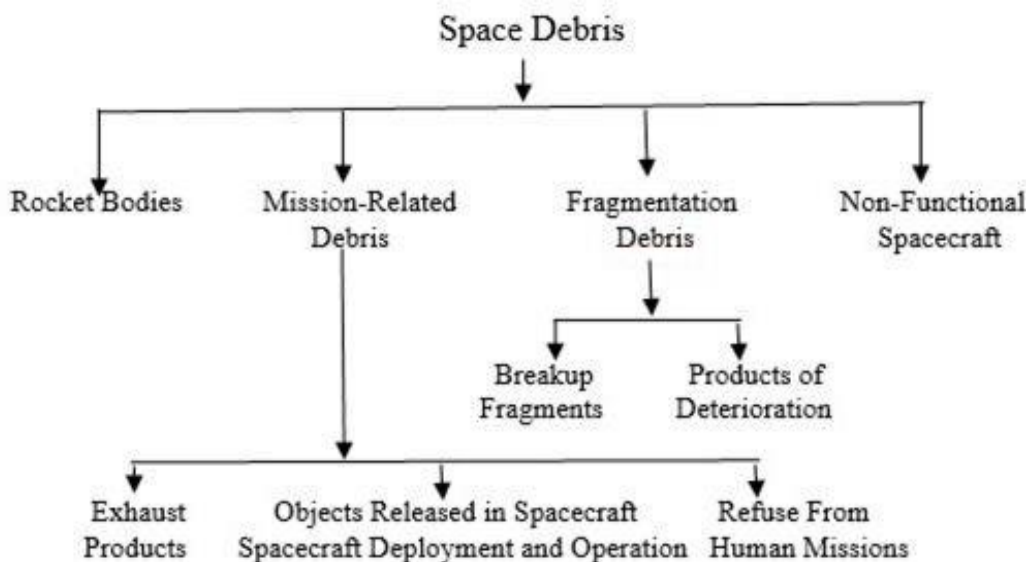 Space Debris
Rocket Bodies
Mission-Related
Debris
Fragmentation
Debris
Non-Functional
Spacecraft
Breakup
Fragments
Products of
Deterioration
Exhaust
Products
Objects Released in Spacecraft
Spacecraft Deployment and Operation
Refuse From
Human Missions